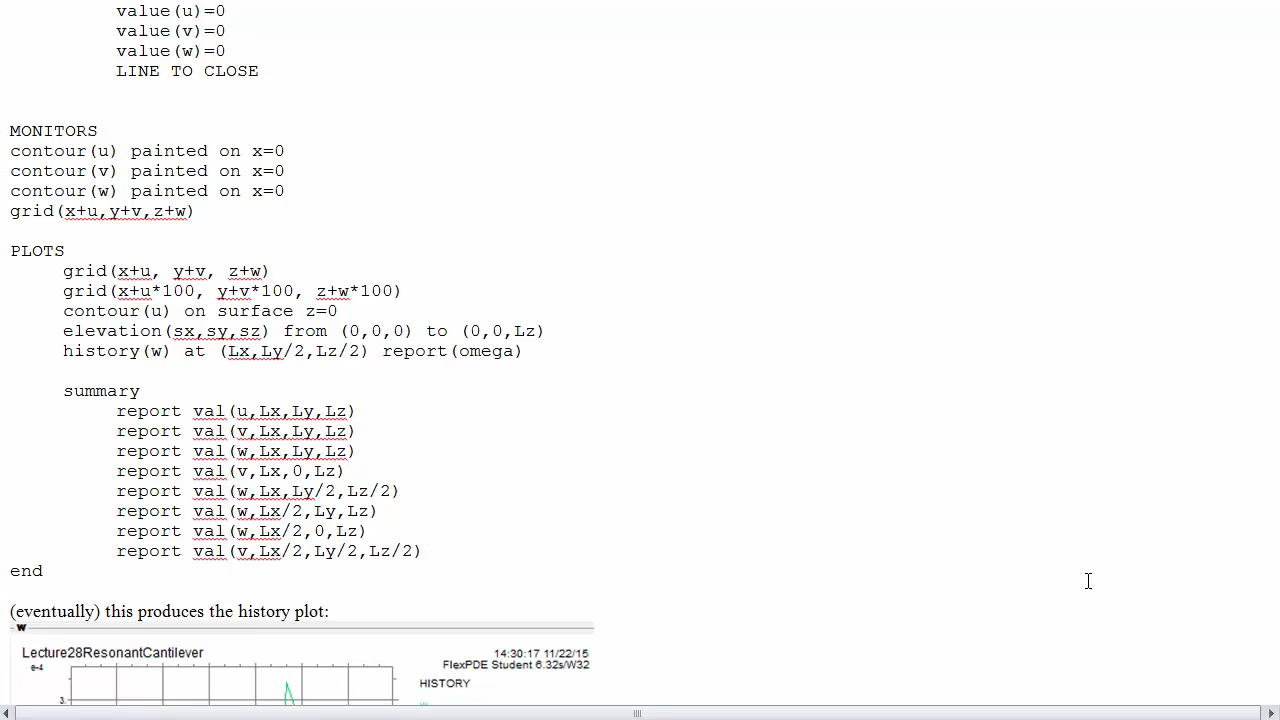 value(u)=0
value(v)=0
value(w)=0
LINE TO CLOSE
MONITORS
contour(u) painted on x=0
contour(v) painted on x=0
contour(w) painted on x=0
grid(x+u,y+v,z+w)
PLOTS
grid(x+u, y+v, z+w)
grid(x+u*100, y+v*100, z+w*100)
contour(u) on surface z=0
elevation(sx,sy,sz) from (0,0,0) to (0,0,Lz)
history(w) at (Lx,Ly/2,Lz/2) report(omega)
summary
report val(u,Lx,Ly,Lz)
report val(v,Lx,Ly,Lz)
report val(w,Lx,Ly,Lz)
report val(v,Lx,0,Lz)
report val(w,Lx,Ly/2,Lz/2)
report val(w,Lx/2,Ly,Lz)
report val(w,Lx/2,0,Lz)
report val(v,Lx/2,Ly/2,Lz/2)
end
(eventually) this produces the history plot:
w
Lecture28ResonantCantilever
14:30:17 11/22/15
FlexPDE Student 6.32s/W32
e-4
HISTORY
3.